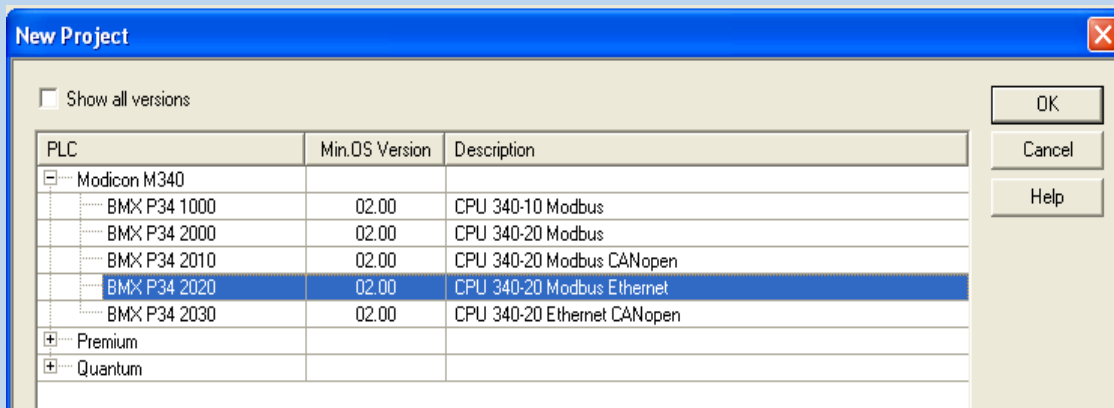 New Project
Show all versions
OK
PLC Min.OS Version Description
Cancel
Modicon M340
Help
BMX P34 1000 02.00 CPU 340-10 Modbus
BMX P34 2000 02.00 CPU 340-20 Modbus
BMX P34 2010 02.00 CPU 340-20 Modbus CANopen
BMX P34 2020 02.00 CPU 340-20 Modbus Ethernet
BMX P34 2030 02.00 CPU 340-20 Ethernet CANopen
Premium
Quantum